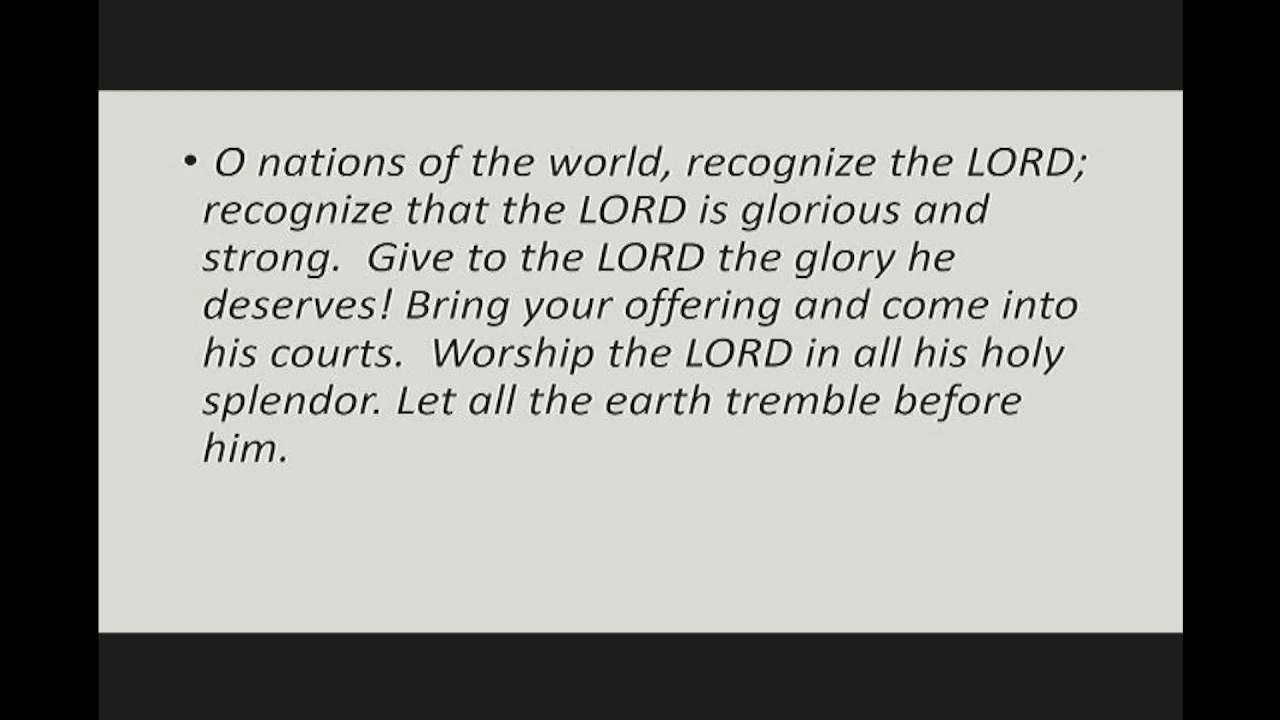 • O nations of the world, recognize the LORD;
recognize that the LORD is glorious and
strong.  Give to the LORD the glory he
deserves! Bring your offering and come into
his courts.  Worship the LORD in all his holy
splendor. Let all the earth tremble before
him.